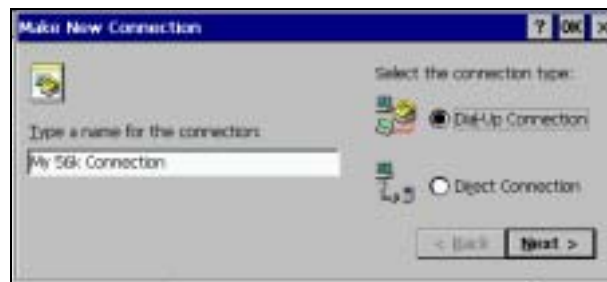 Make New Connection ? OK ×
Type a name for the connection:
My 56k Connection
Select the connection type:
Dial-Up Connection
Direct Connection
< Back Next >